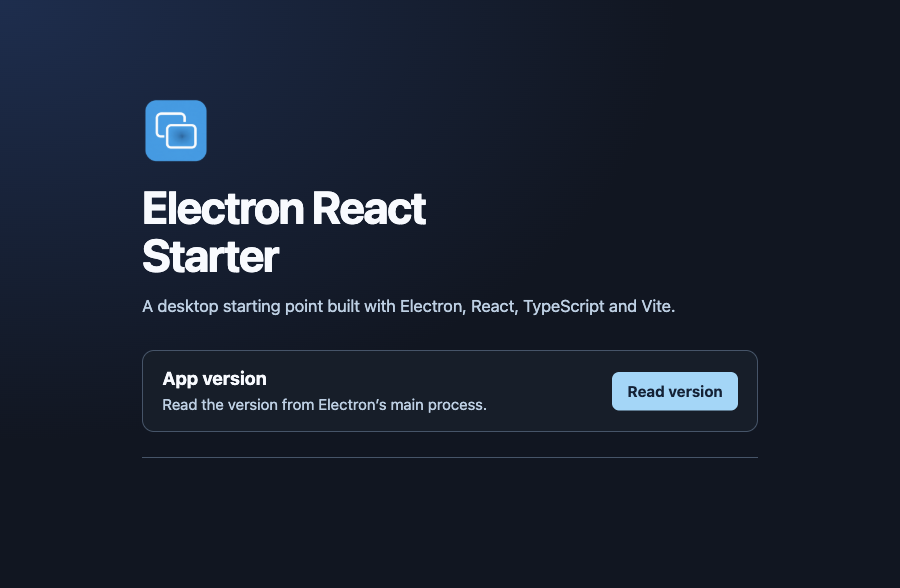 Electron React
Starter
A desktop starting point built with Electron, React, TypeScript and Vite.
App version
Read the version from Electron’s main process.
Read version